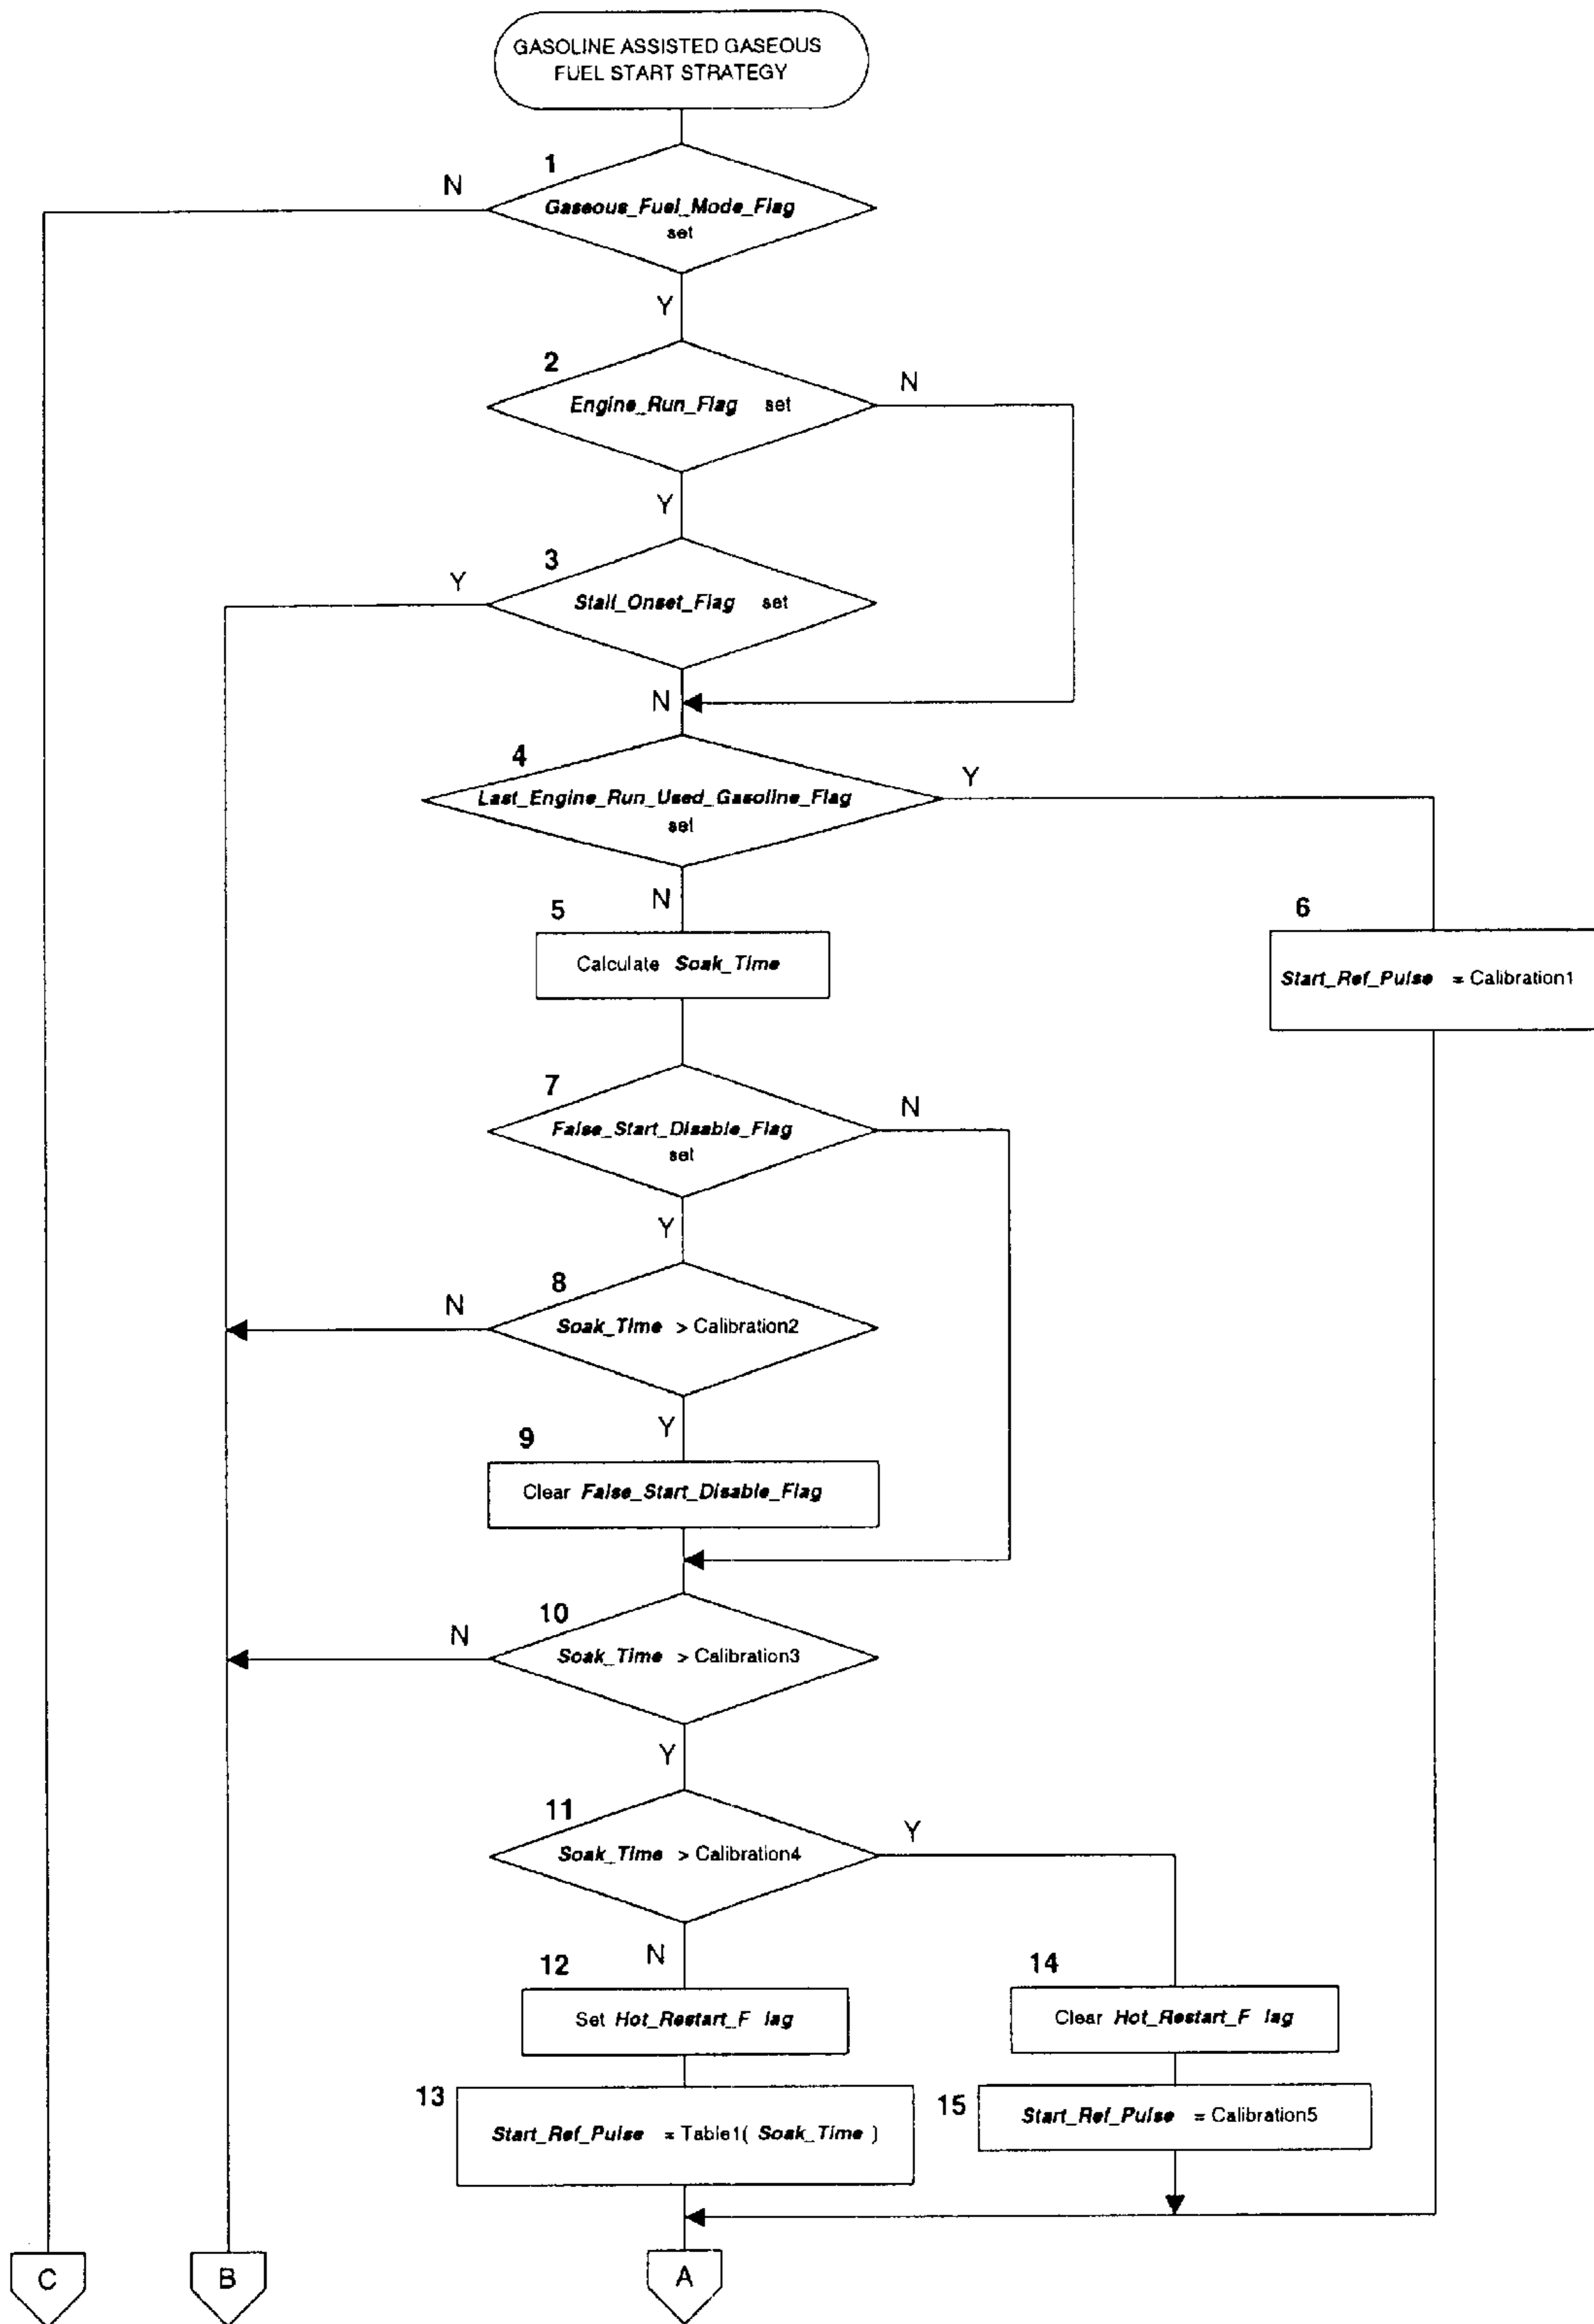 GASOLINE ASSISTED GASEOUS
FUEL START STRATEGY
1
N
Gaseous_Fuel_Mode_Flag
set
Y
2
N
Engine_Run_Flag set
Y
3
Y
Stall_Onset_Flag set
N
4
Y
Last_Engine_Run_Used_Gasoline_Flag
set
N
5
6
Calculate Soak_Time
Start_Ref_Pulse = Calibration1
7
N
False_Start_Disable_Flag
set
Y
8
N
Soak_Time > Calibration2
Y
9
Clear False_Start_Disable_Flag
10
N
Soak_Time > Calibration3
Y
11
Y
Soak_Time > Calibration4
N
12
14
Set Hot_Restart_F lag
Clear Hot_Restart_F lag
13
15
Start_Ref_Pulse = Table1( Soak_Time )
Start_Ref_Pulse = Calibration5
C
B
A